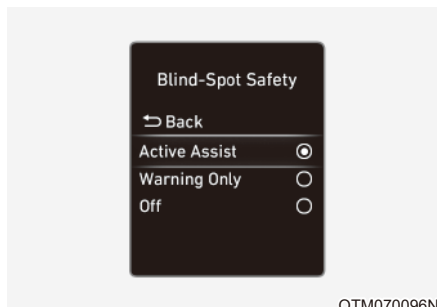 Blind-Spot Safety
Back
Active Assist
Warning Only
Off
OTM070096N